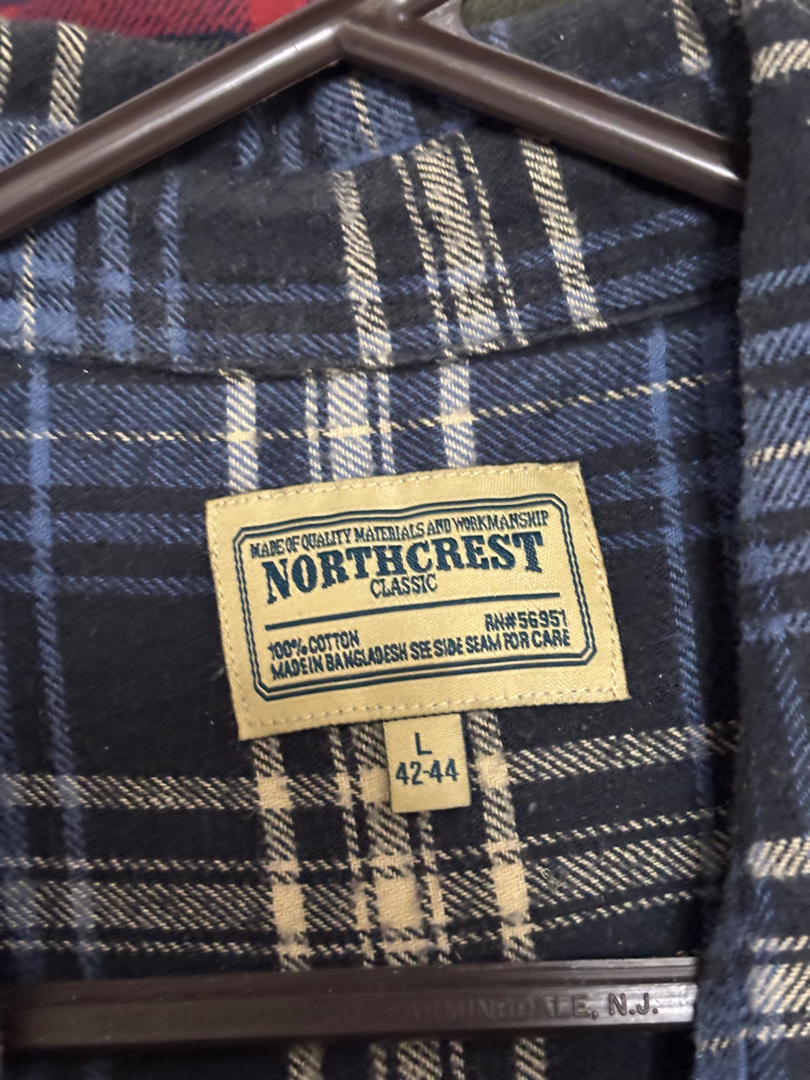 MADE OF QUALITY MATERIALS AND WORKMANSHIP
NORTHCREST
CLASSIC
RN#56951
100% COTTON
MADE IN BANGLADESH SEE SIDE SEAM FOR CARE
L
42-44
N.J.